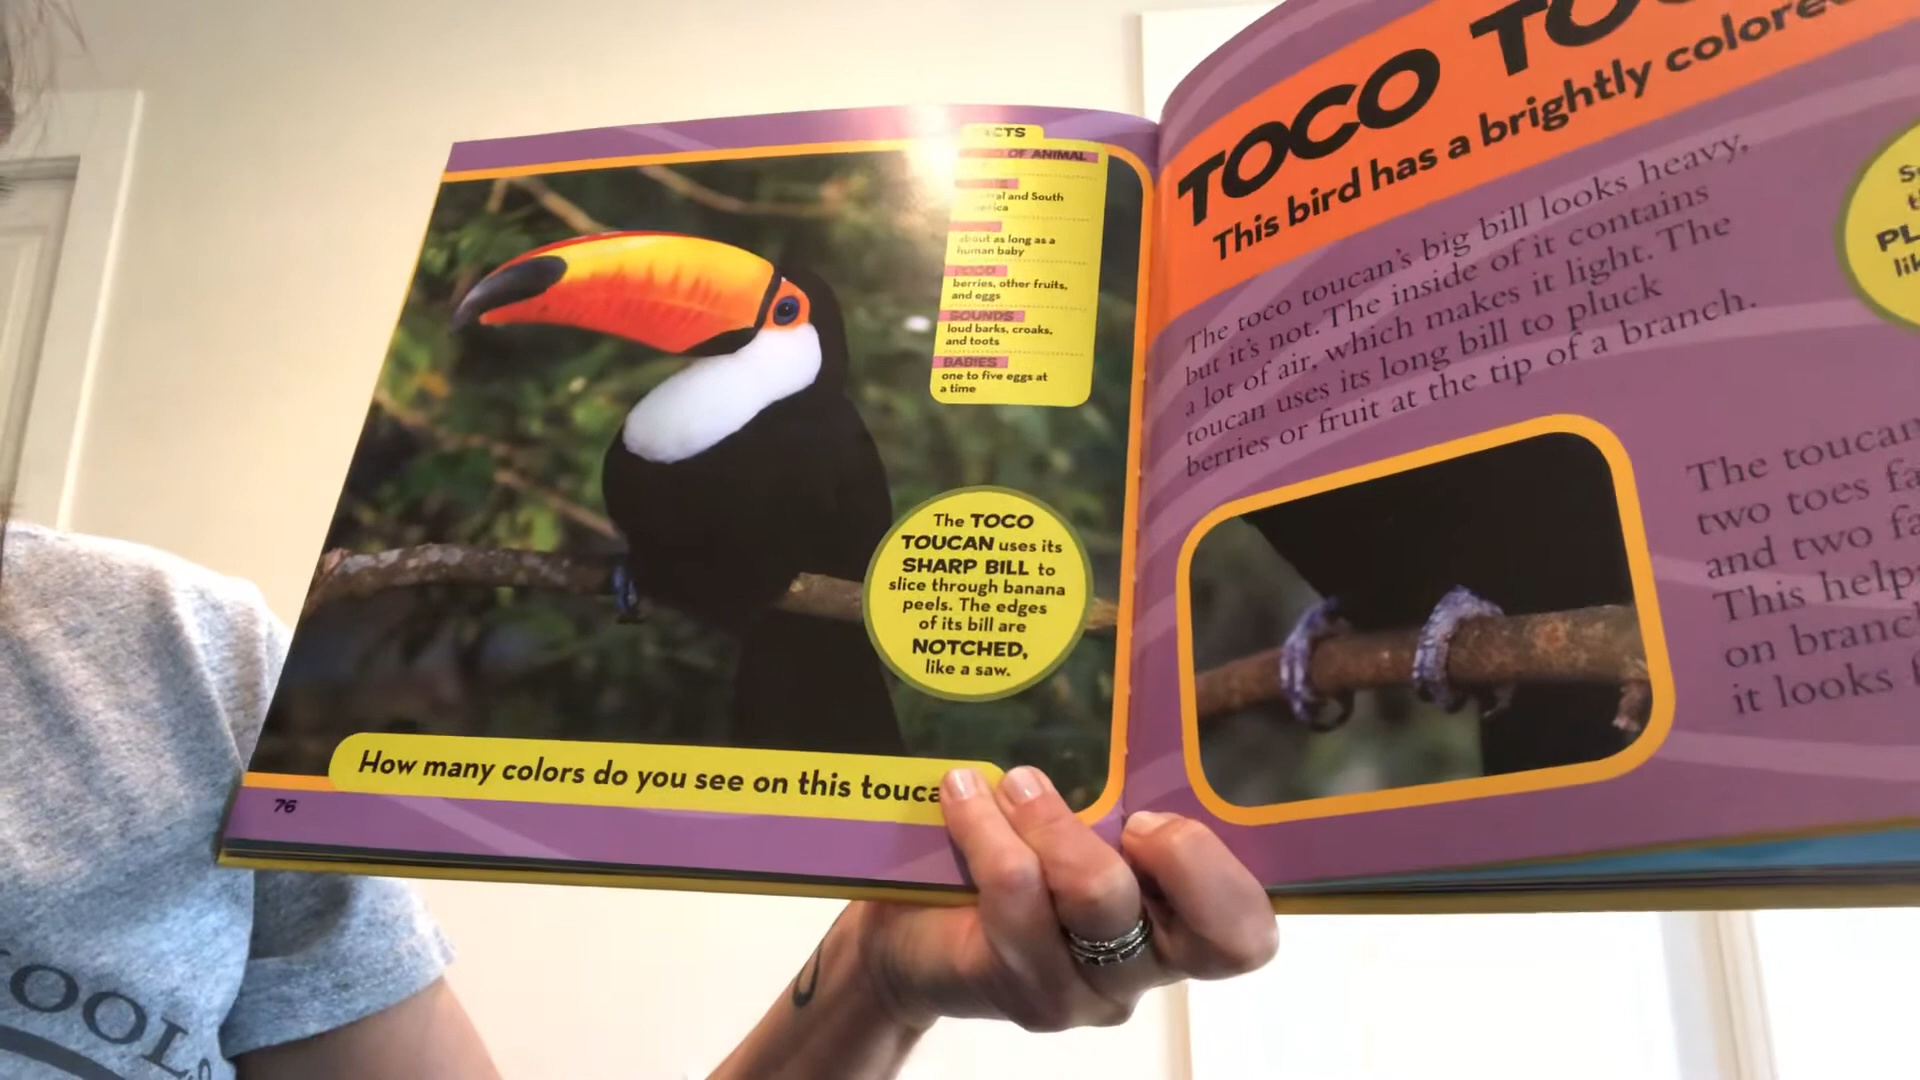 FACTS
OF ANIMAL
and South
about as long as a
human baby
FOOD
berries, other fruits,
and eggs
SOUNDS
loud barks, croaks,
and toots
BABIES
one to five eggs at
a time
The TOCO
TOUCAN uses its
SHARP BILL to
slice through banana
peels. The edges
of its bill are
NOTCHED,
like a saw.
How many colors do you see on this touca
76
TOCO TO
This bird has a brightly colore
The toco toucan's big bill looks heavy,
but it's not. The inside of it contains
a lot of air, which makes it light. The
toucan uses its long bill to pluck
berries or fruit at the tip of a branch.
The toucan
two toes fa
and two fa
This help
on branc
it looks f
PL
lik
OOLS